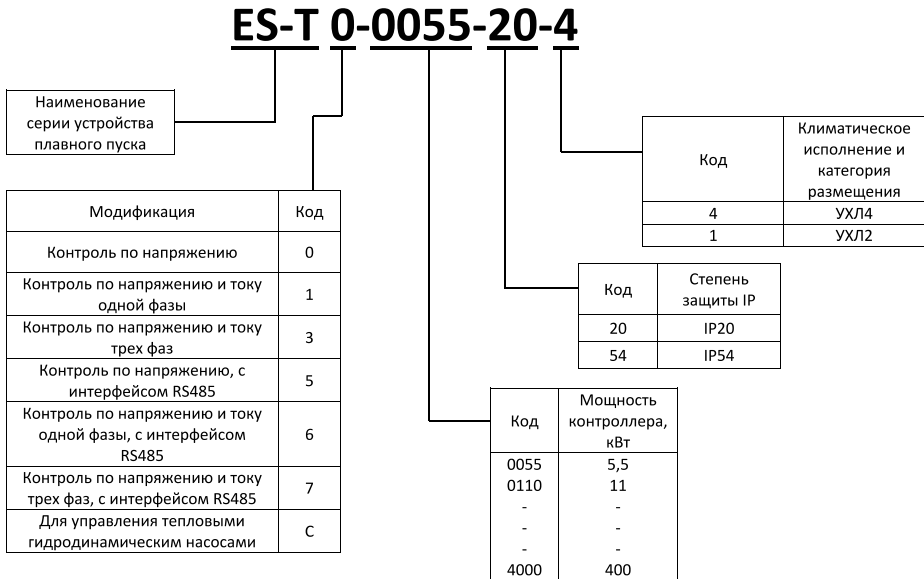 ES-T 0-0055-20-4
Наименование
серии устройства
плавного пуска
Модификация Код
Контроль по напряжению 0
Контроль по напряжению и току
одной фазы 1
Контроль по напряжению и току
трех фаз 3
Контроль по напряжению, с
интерфейсом RS485 5
Контроль по напряжению и току
одной фазы, с интерфейсом
RS485 6
Контроль по напряжению и току
трех фаз, с интерфейсом RS485 7
Для управления тепловыми
гидродинамическим насосами С
Код Климатическое
исполнение и
категория
размещения
4 УХЛ4
1 УХЛ2
Код Степень
защиты IP
20 IP20
54 IP54
Код Мощность
контроллера,
кВт
0055 5,5
0110 11
- -
- -
- -
4000 400